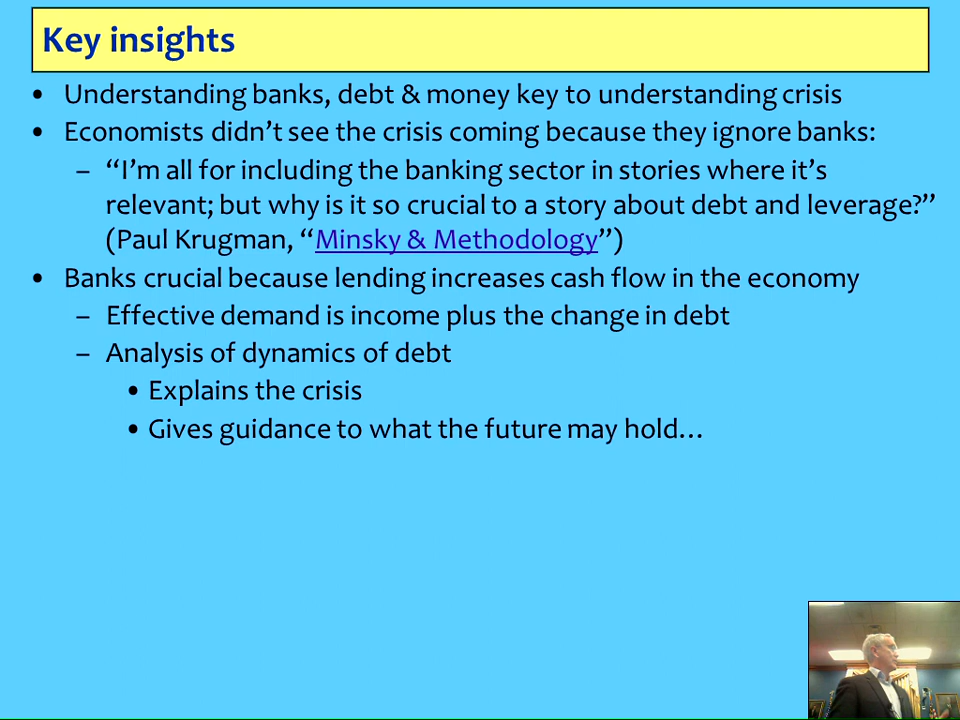 Key insights
• Understanding banks, debt & money key to understanding crisis
• Economists didn’t see the crisis coming because they ignore banks:
– “I’m all for including the banking sector in stories where it’s
relevant; but why is it so crucial to a story about debt and leverage?”
(Paul Krugman, “Minsky & Methodology”)
• Banks crucial because lending increases cash flow in the economy
– Effective demand is income plus the change in debt
– Analysis of dynamics of debt
• Explains the crisis
• Gives guidance to what the future may hold…